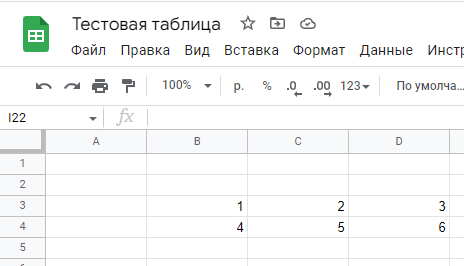 Тестовая таблица
Файл Правка Вид Вставка Формат Данные Инстр
100% р. % .0 .00 123 По умолча...
I22 fx
A B C D
1
2
3 1 2 3
4 4 5 6
5